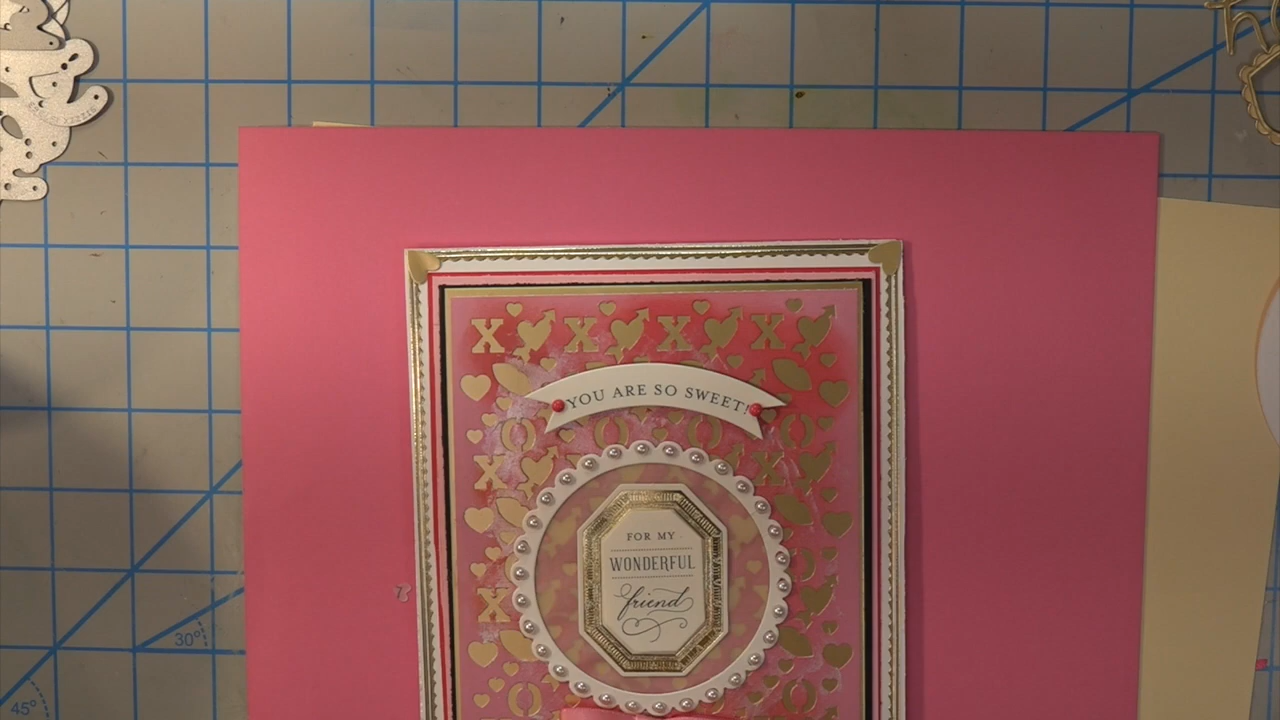 X X X X
YOU ARE SO SWEET!
O O O O
X X
FOR MY
WONDERFUL
friend
X
O O
30°
45°